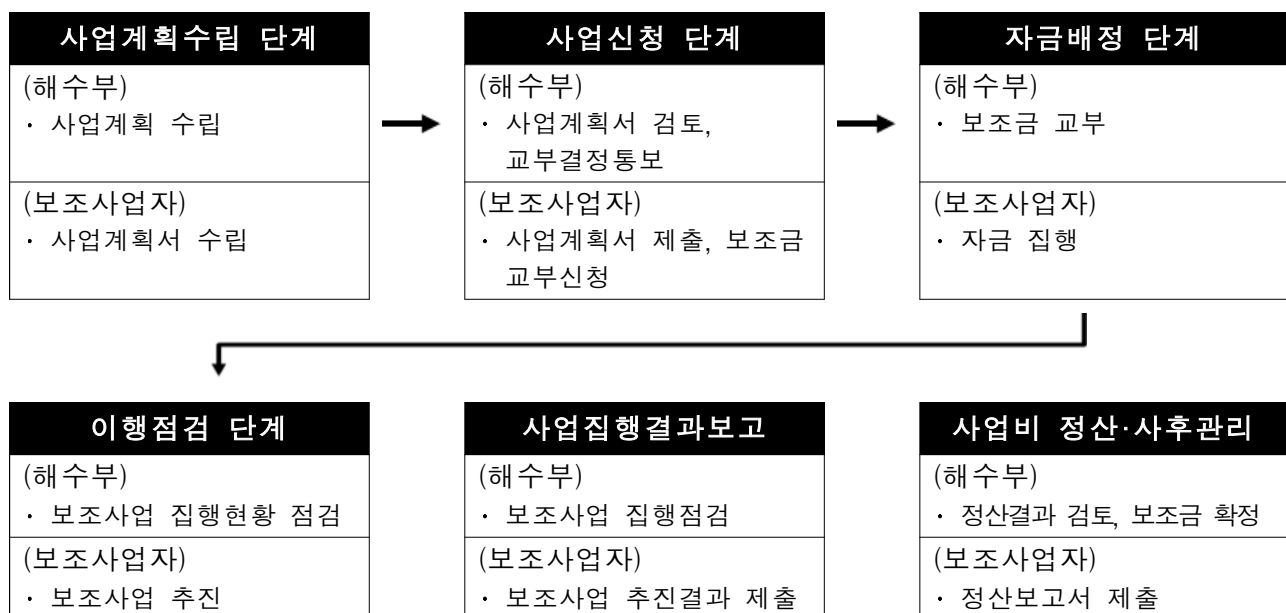 사업계획수립 단계
(해수부)
· 사업계획 수립
(보조사업자)
· 사업계획서 수립
사업신청 단계
(해수부)
· 사업계획서 검토,
교부결정통보
(보조사업자)
· 사업계획서 제출, 보조금
교부신청
자금배정 단계
(해수부)
· 보조금 교부
(보조사업자)
· 자금 집행
이행점검 단계
(해수부)
· 보조사업 집행현황 점검
(보조사업자)
· 보조사업 추진
사업집행결과보고
(해수부)
· 보조사업 집행점검
(보조사업자)
· 보조사업 추진결과 제출
사업비 정산·사후관리
(해수부)
· 정산결과 검토, 보조금 확정
(보조사업자)
· 정산보고서 제출